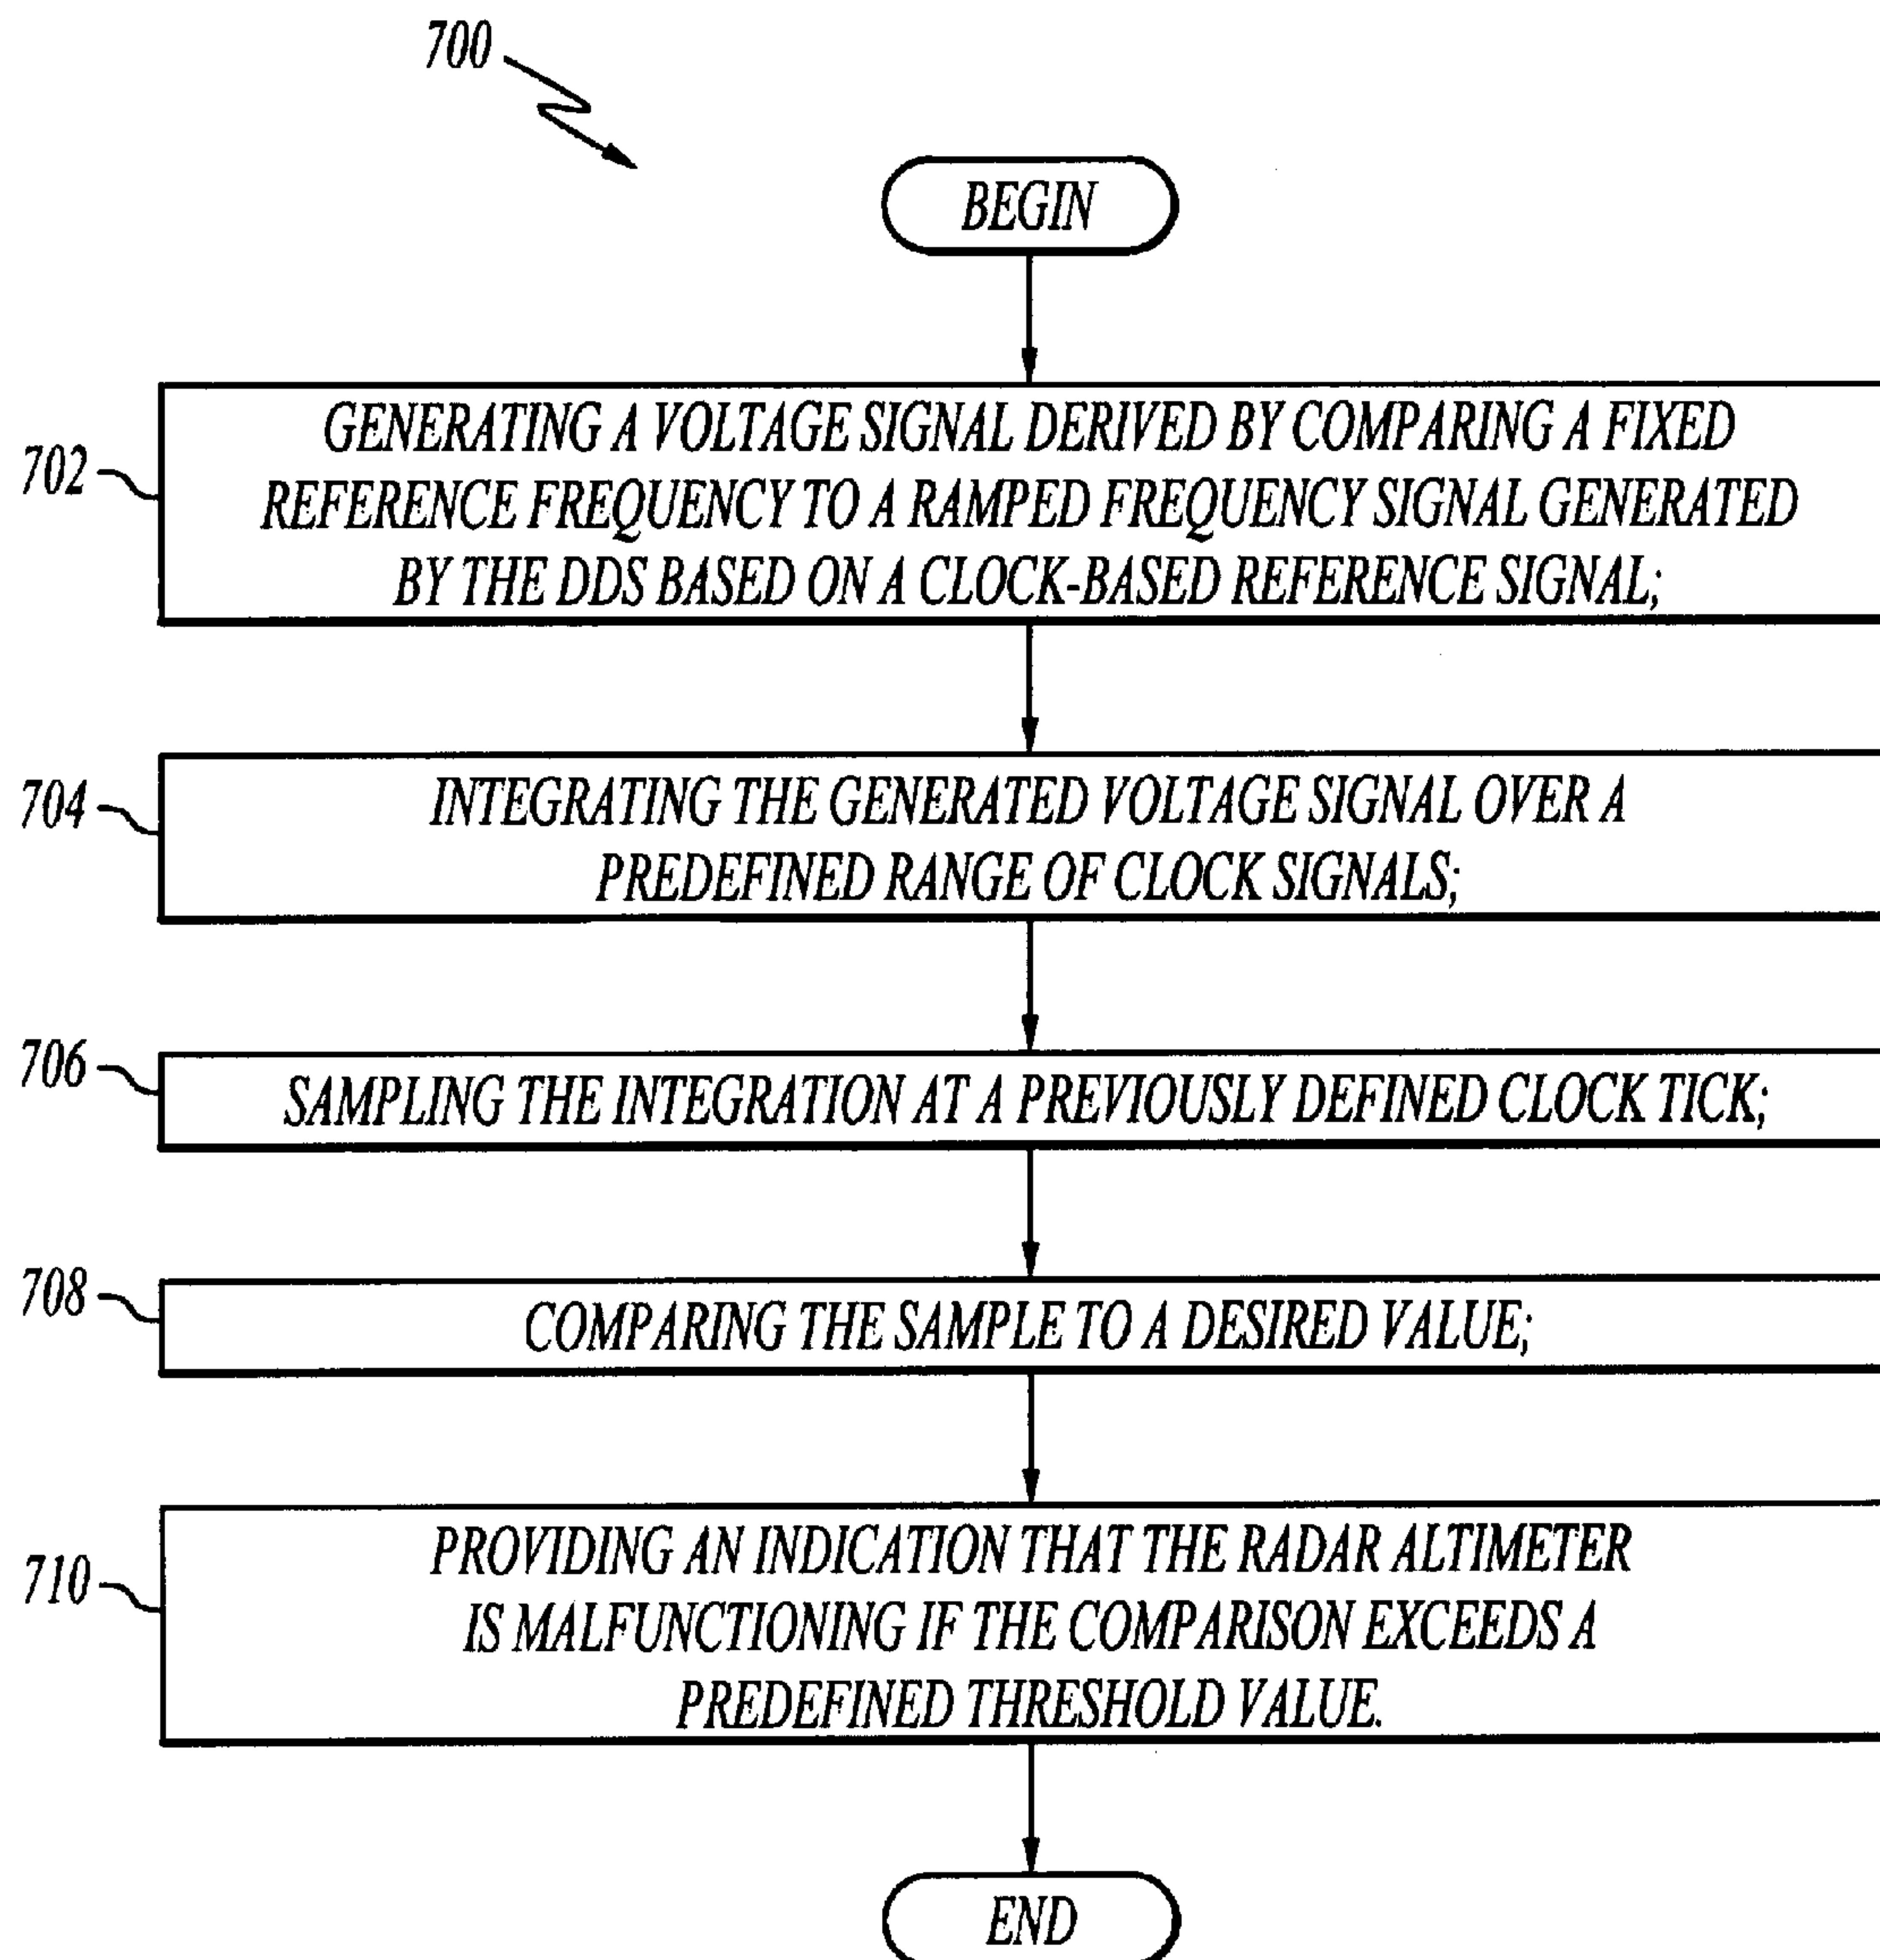 700
BEGIN
702
GENERATING A VOLTAGE SIGNAL DERIVED BY COMPARING A FIXED
REFERENCE FREQUENCY TO A RAMPED FREQUENCY SIGNAL GENERATED
BY THE DDS BASED ON A CLOCK-BASED REFERENCE SIGNAL;
704
INTEGRATING THE GENERATED VOLTAGE SIGNAL OVER A
PREDEFINED RANGE OF CLOCK SIGNALS;
706
SAMPLING THE INTEGRATION AT A PREVIOUSLY DEFINED CLOCK TICK;
708
COMPARING THE SAMPLE TO A DESIRED VALUE;
710
PROVIDING AN INDICATION THAT THE RADAR ALTIMETER
IS MALFUNCTIONING IF THE COMPARISON EXCEEDS A
PREDEFINED THRESHOLD VALUE.
END